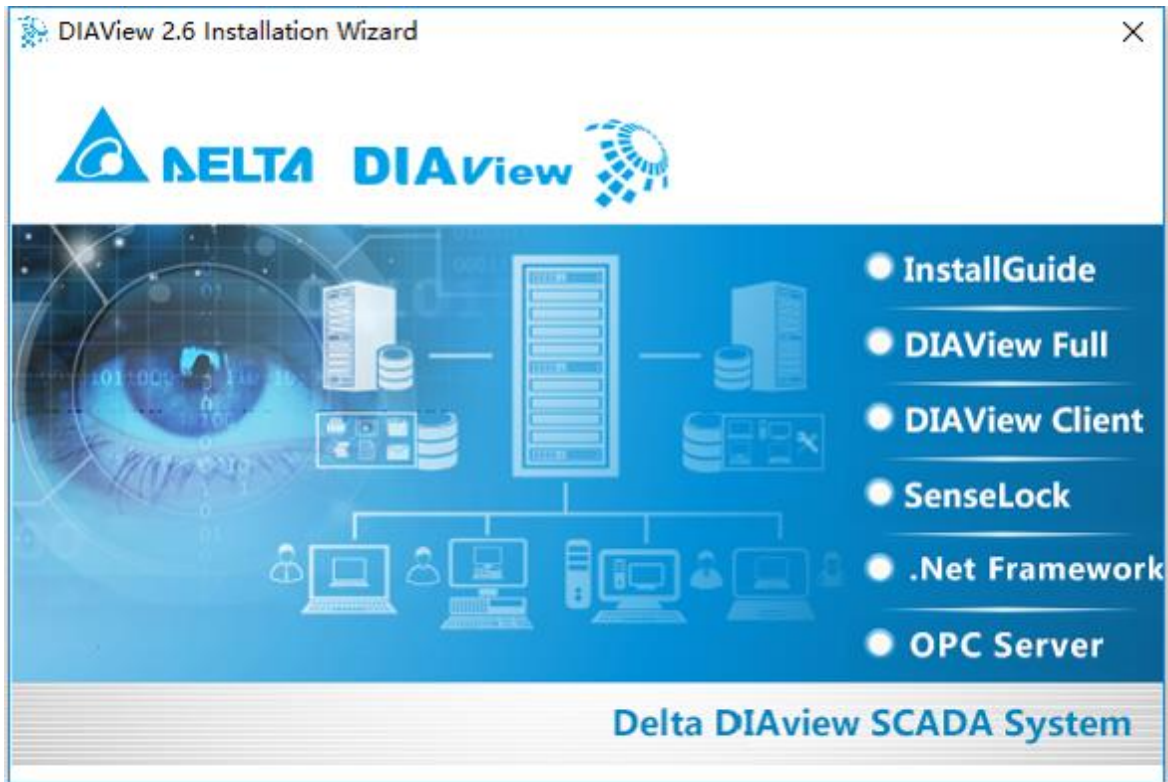 DIAView 2.6 Installation Wizard
DELTA DIAView
InstallGuide
DIAView Full
DIAView Client
SenseLock
.Net Framework
OPC Server
Delta DIAview SCADA System